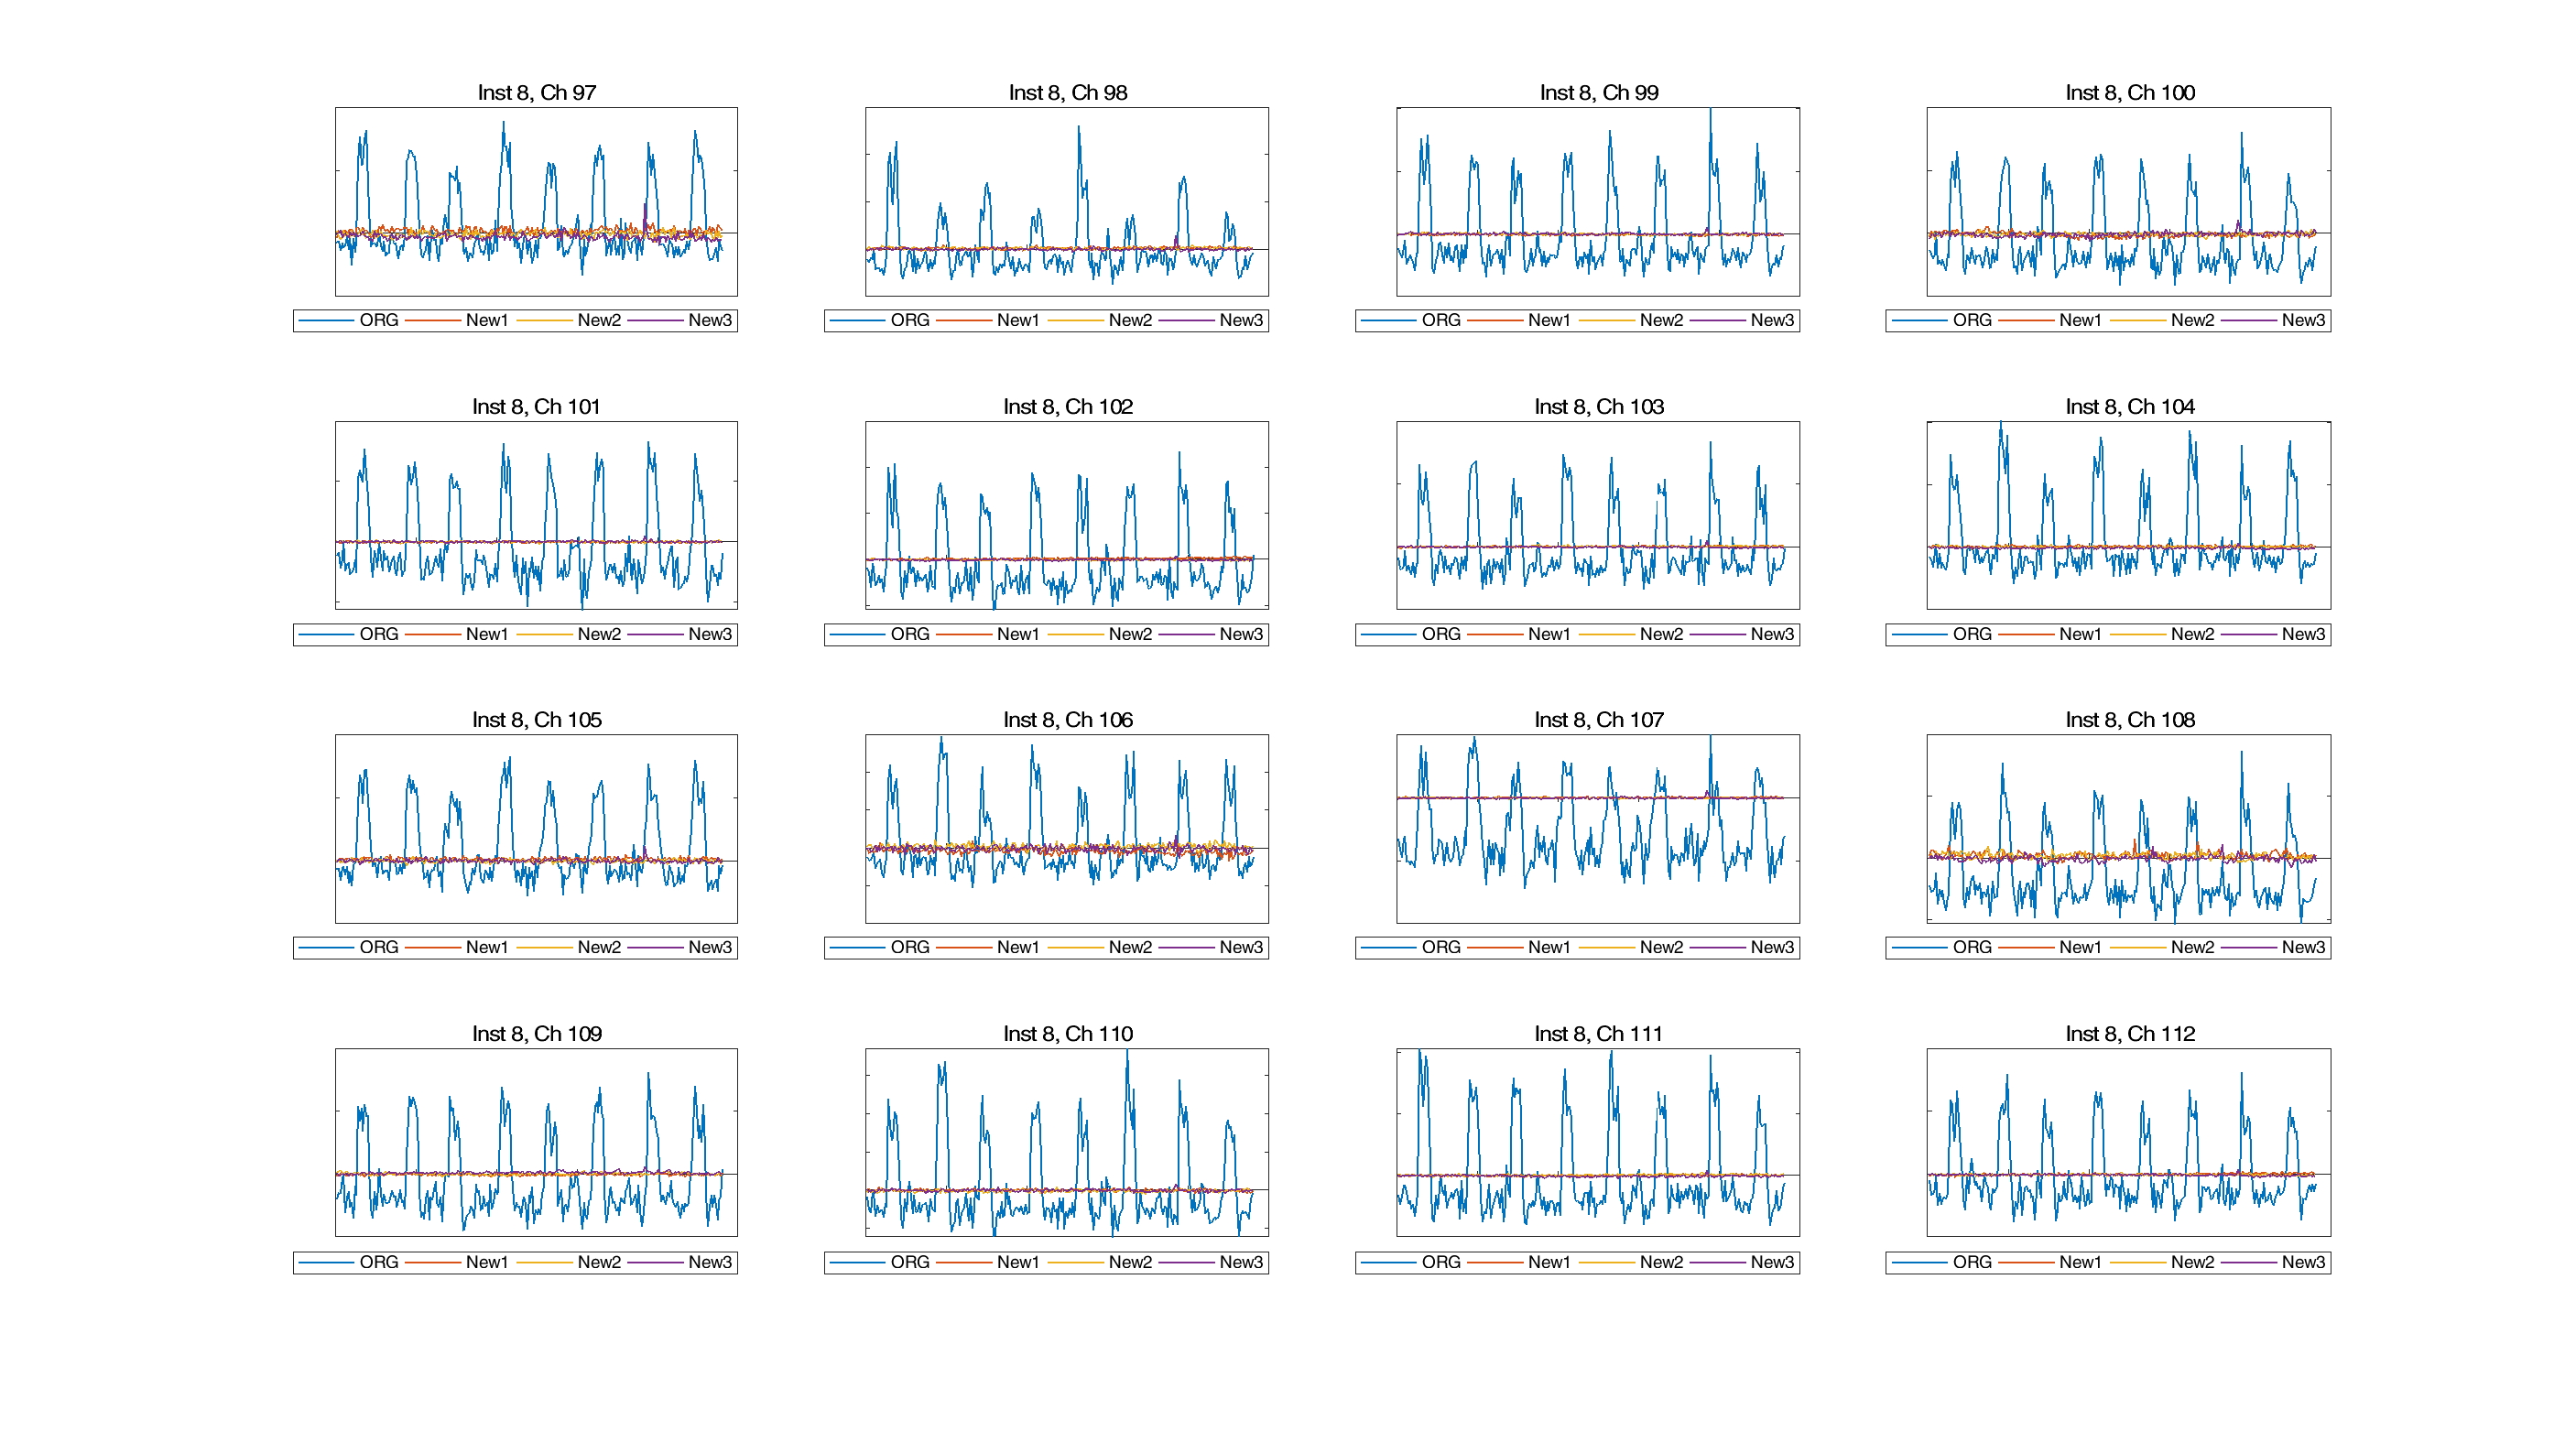 Inst 8, Ch 97
ORG New1 New2 New3
Inst 8, Ch 98
ORG New1 New2 New3
Inst 8, Ch 99
ORG New1 New2 New3
Inst 8, Ch 100
ORG New1 New2 New3
Inst 8, Ch 101
ORG New1 New2 New3
Inst 8, Ch 102
ORG New1 New2 New3
Inst 8, Ch 103
ORG New1 New2 New3
Inst 8, Ch 104
ORG New1 New2 New3
Inst 8, Ch 105
ORG New1 New2 New3
Inst 8, Ch 106
ORG New1 New2 New3
Inst 8, Ch 107
ORG New1 New2 New3
Inst 8, Ch 108
ORG New1 New2 New3
Inst 8, Ch 109
ORG New1 New2 New3
Inst 8, Ch 110
ORG New1 New2 New3
Inst 8, Ch 111
ORG New1 New2 New3
Inst 8, Ch 112
ORG New1 New2 New3